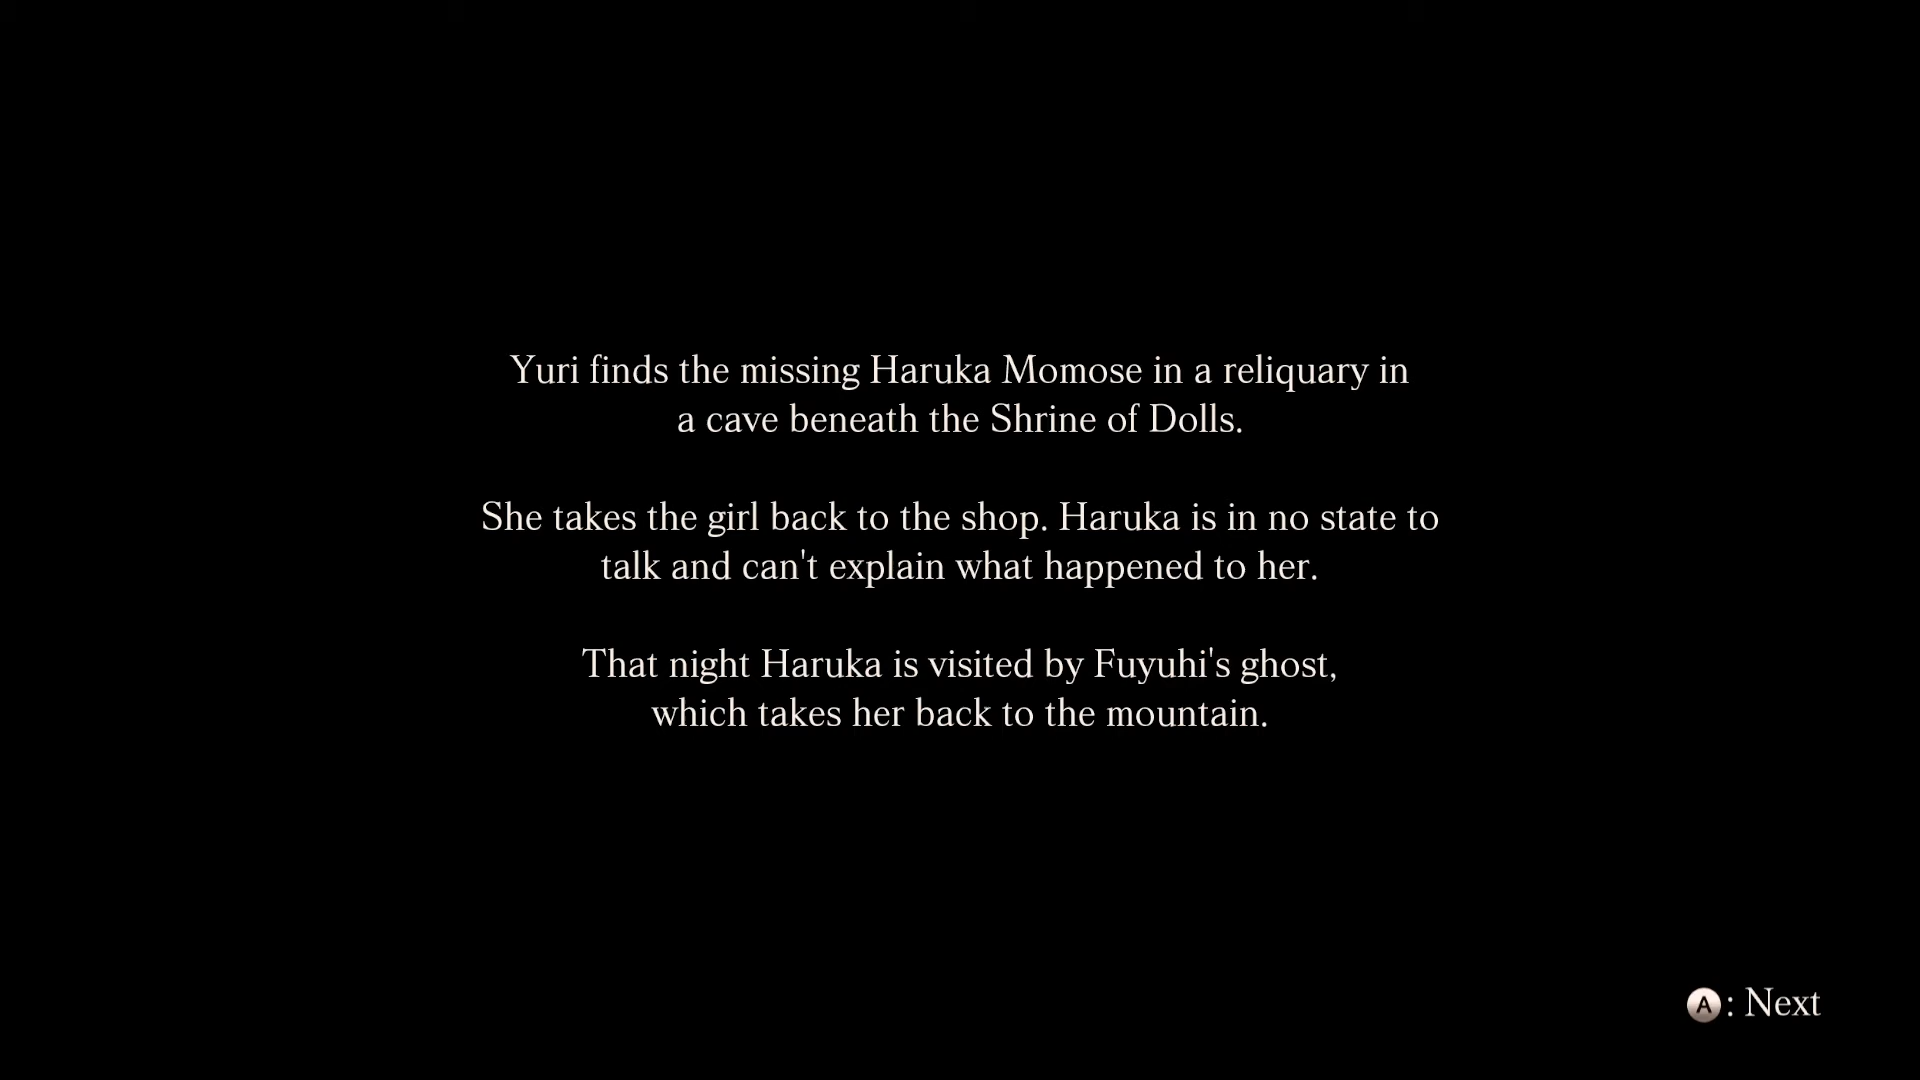 Yuri finds the missing Haruka Momose in a reliquary in
a cave beneath the Shrine of Dolls.
She takes the girl back to the shop. Haruka is in no state to
talk and can't explain what happened to her.
That night Haruka is visited by Fuyuhi's ghost,
which takes her back to the mountain.
A: Next